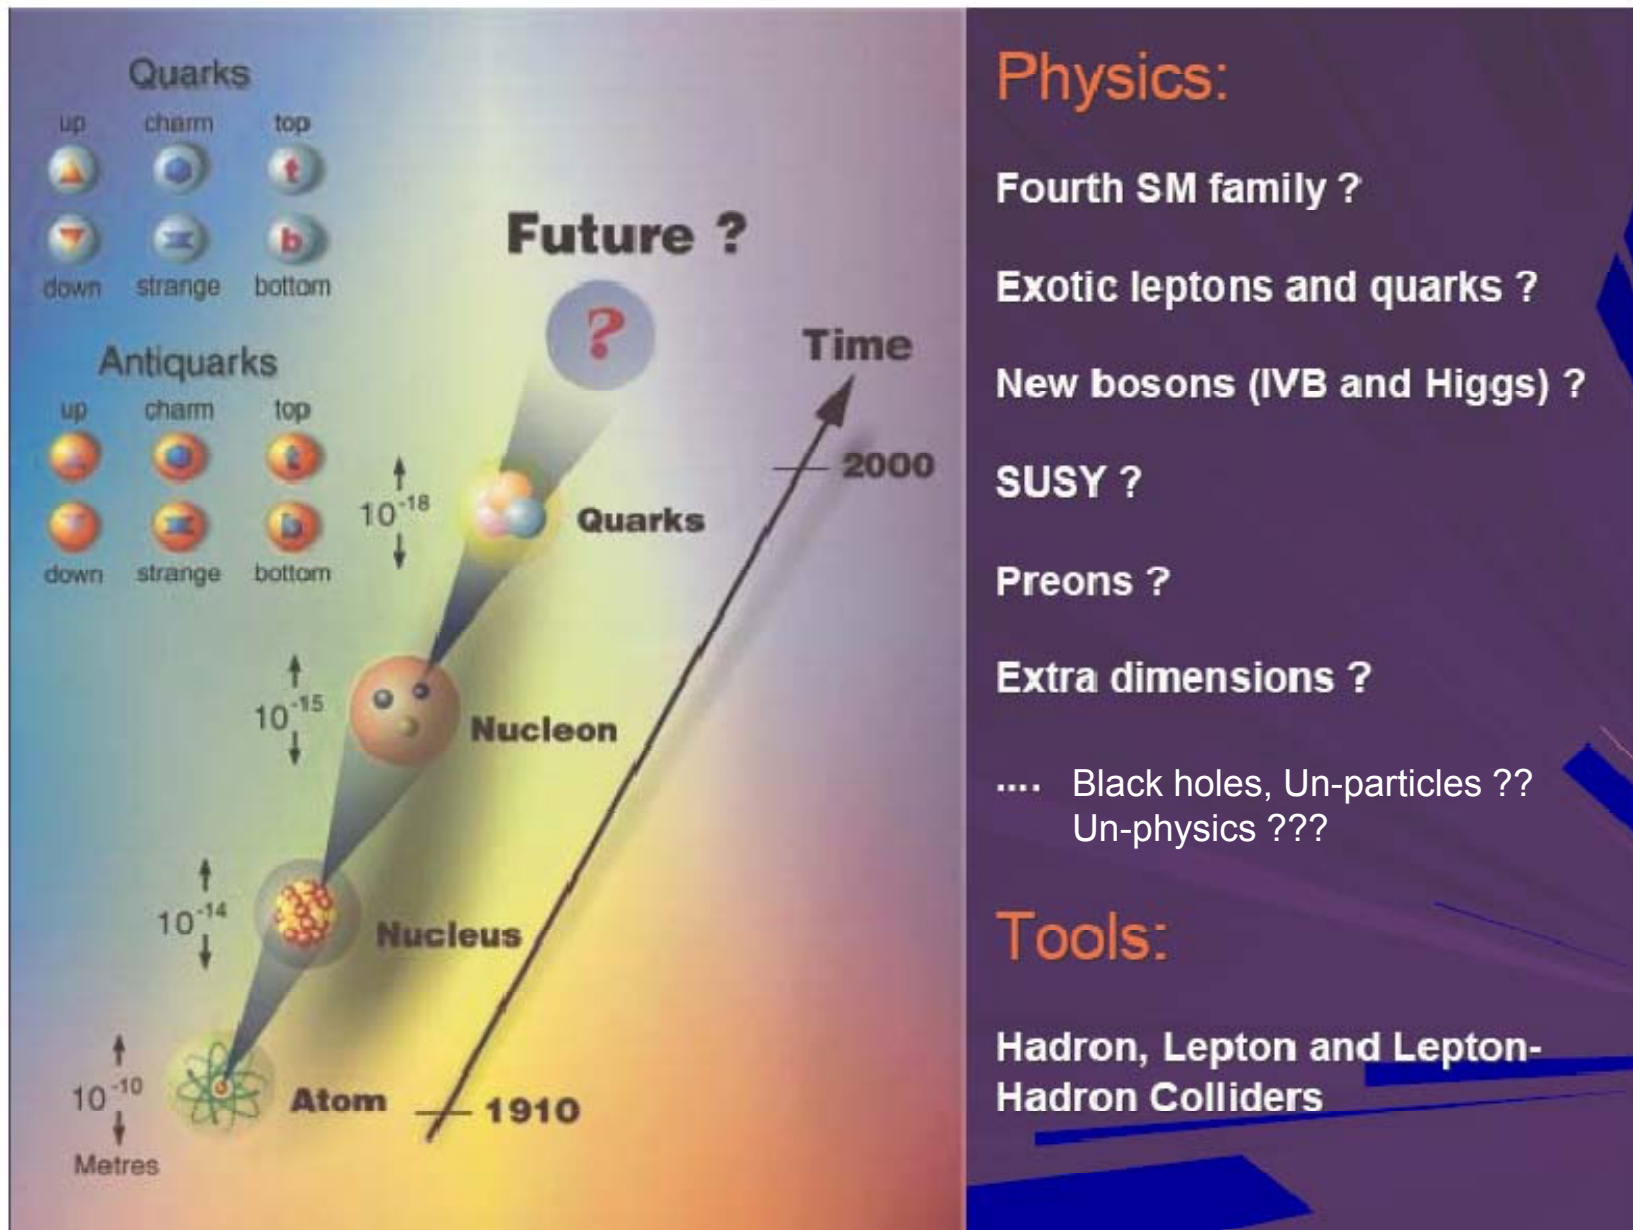 Quarks
up charm top
t
b
down strange bottom
Antiquarks
up charm top
t
b
down strange bottom
Future ?
?
Time
2000
10-18
Quarks
10-15
Nucleon
10-14
Nucleus
10-10
Metres
Atom
1910
Physics:
Fourth SM family ?
Exotic leptons and quarks ?
New bosons (IVB and Higgs) ?
SUSY ?
Preons ?
Extra dimensions ?
.... Black holes, Un-particles ??
Un-physics ???
Tools:
Hadron, Lepton and Lepton-
Hadron Colliders